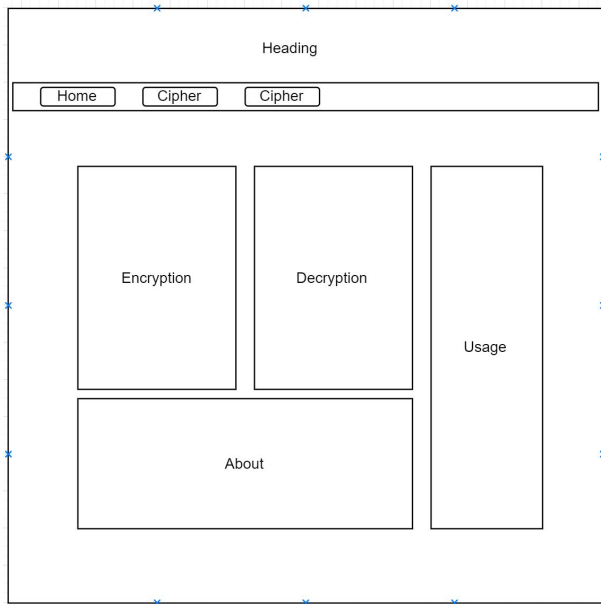 Heading
Home
Cipher
Cipher
Encryption
Decryption
Usage
About